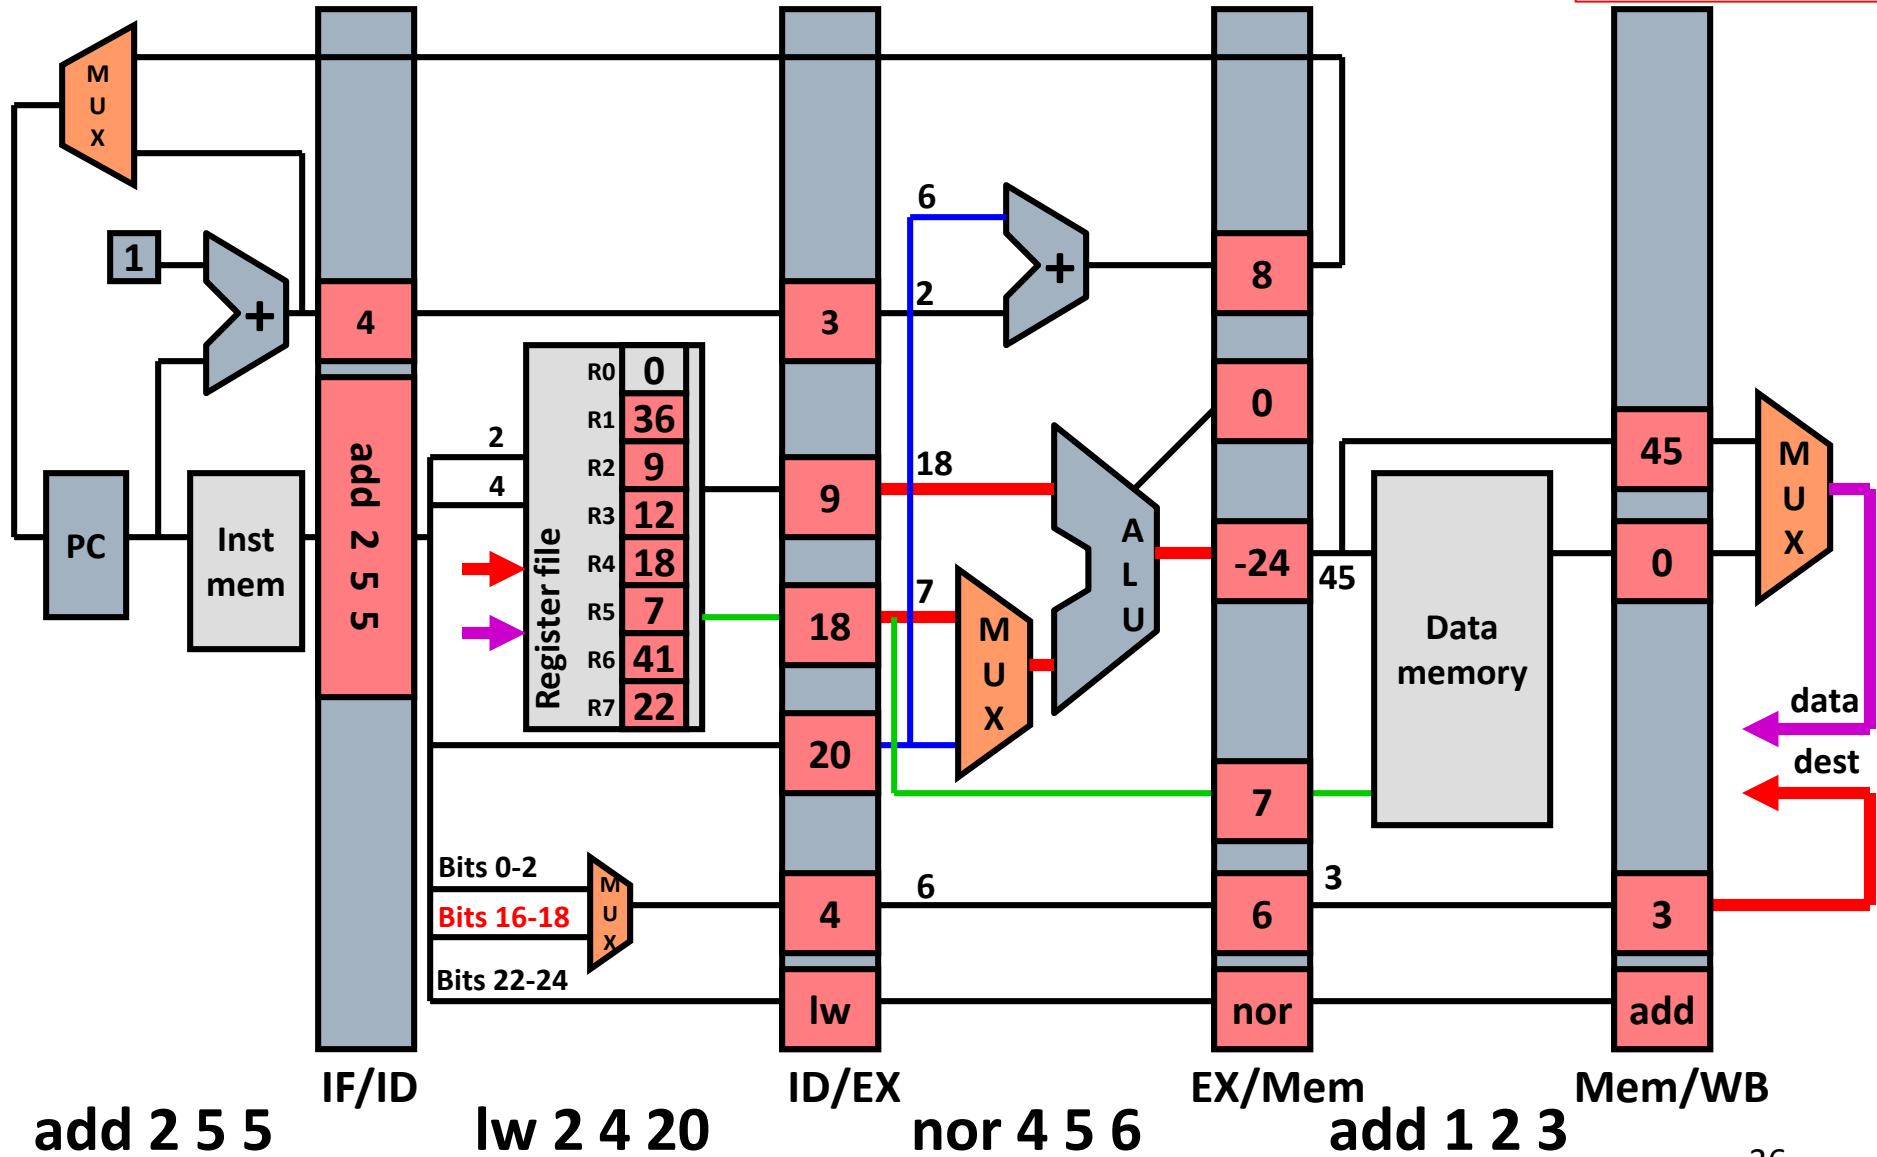 M
U
X
1
+
4
PC
Inst
mem
add 2 5 5
2
4
Register file
R0 0
R1 36
R2 9
R3 12
R4 18
R5 7
R6 41
R7 22
Bits 0-2
Bits 16-18
Bits 22-24
M
U
X
3
9
18
20
4
lw
6
2
18
7
6
+
M
U
X
A
L
U
8
0
-24
7
6
nor
45
3
Data
memory
45
0
3
add
M
U
X
data
dest
IF/ID
ID/EX
EX/Mem
Mem/WB
add 2 5 5
lw 2 4 20
nor 4 5 6
add 1 2 3